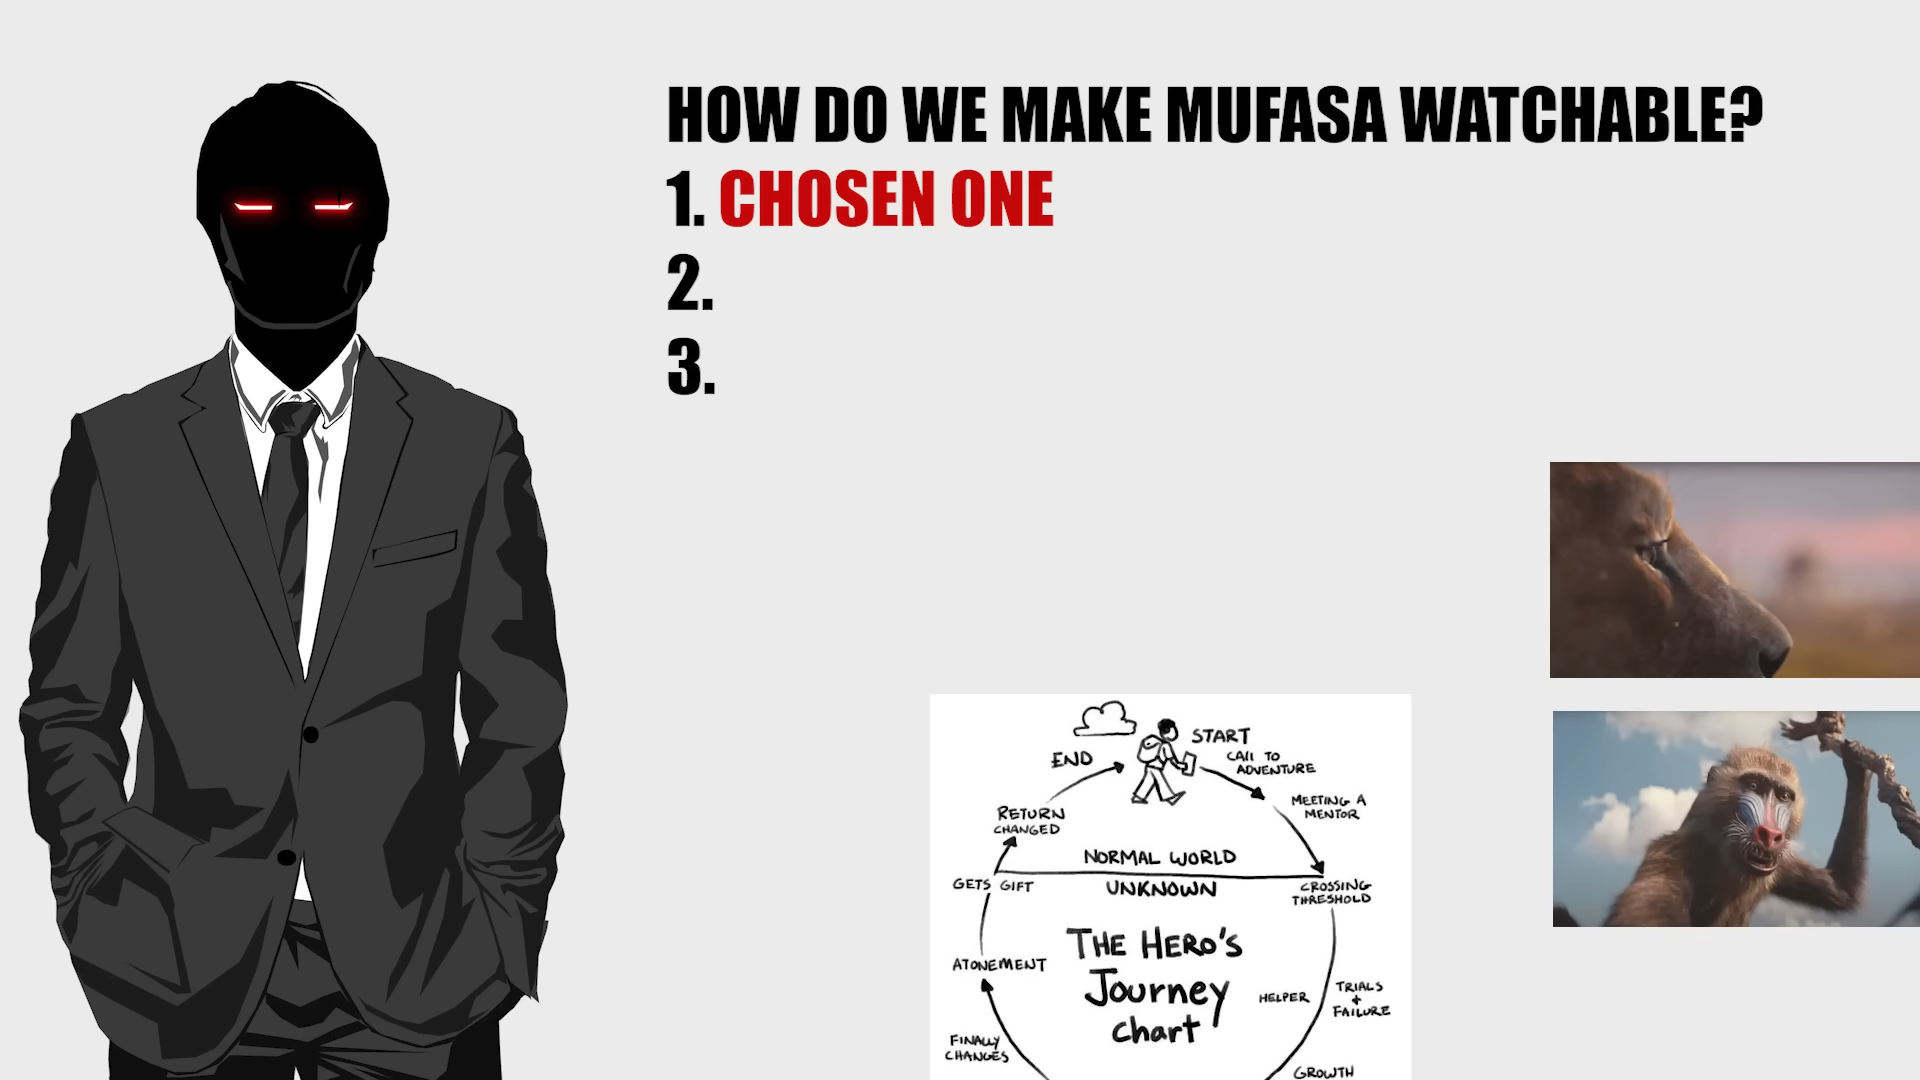 HOW DO WE MAKE MUFASA WATCHABLE?
1. CHOSEN ONE
2.
3.
START
CALL TO
ADVENTURE
MEETING A
MENTOR
CROSSING
THRESHOLD
HELPER
TRIALS
+
FAILURE
GROWTH
END
RETURN
CHANGED
GETS GIFT
ATONEMENT
FINALLY
CHANGES
NORMAL WORLD
UNKNOWN
THE HERO'S
Journey
chart